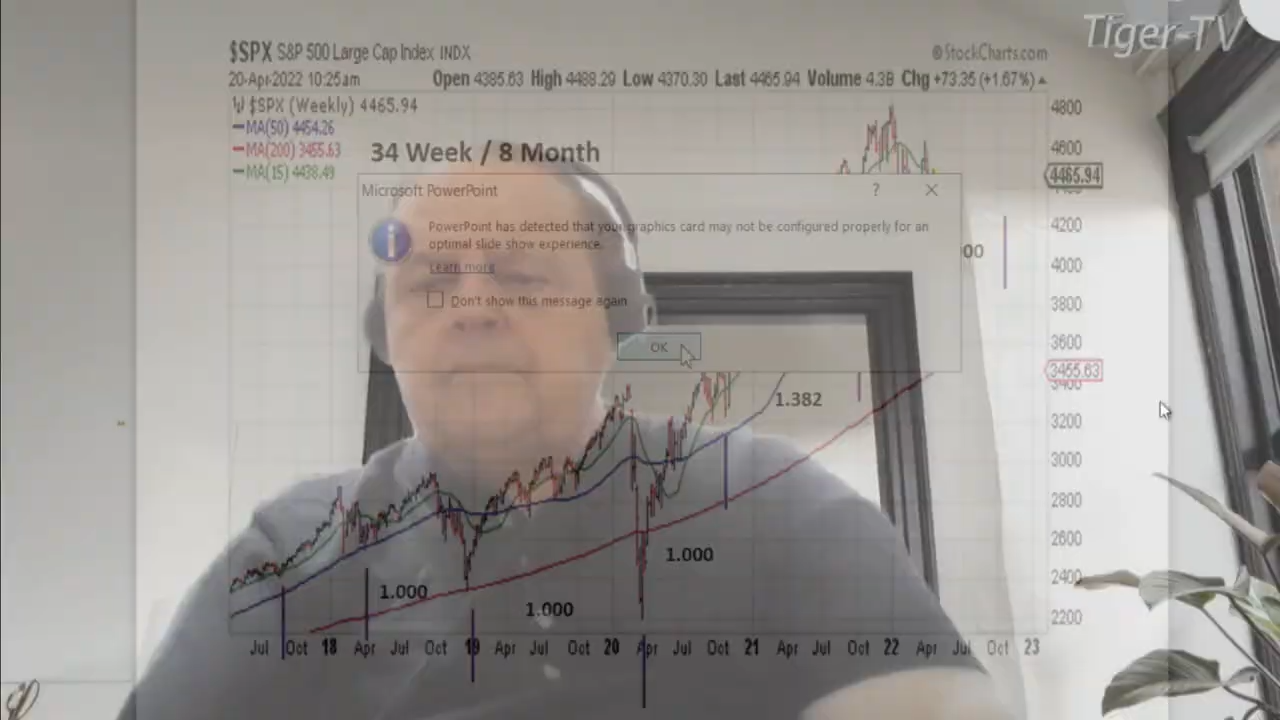 Tiger-TV
$SPX S&P 500 Large Cap Index INDX
©StockCharts.com
20-Apr-2022 10:25am
Open 4385.63 High 4488.29 Low 4370.30 Last 4465.94 Volume 4.3B Chg +73.35 (+1.67%)
$SPX (Weekly) 4465.94
MA(50) 4454.26
MA(200) 3455.63
MA(15) 4438.49
34 Week / 8 Month
Microsoft PowerPoint
?
PowerPoint has detected that your graphics card may not be configured properly for an
optimal slide show experience.
Learn more
Don't show this message again
OK
4800
4600
4465.94
4200
00
4000
3800
3600
3455.63
3400
3200
3000
2800
2600
2400
2200
1.382
1.000
1.000
1.000
Jul Oct 18 Apr Jul Oct 19 Apr Jul Oct 20 Apr Jul Oct 21 Apr Jul Oct 22 Apr Jul Oct 23